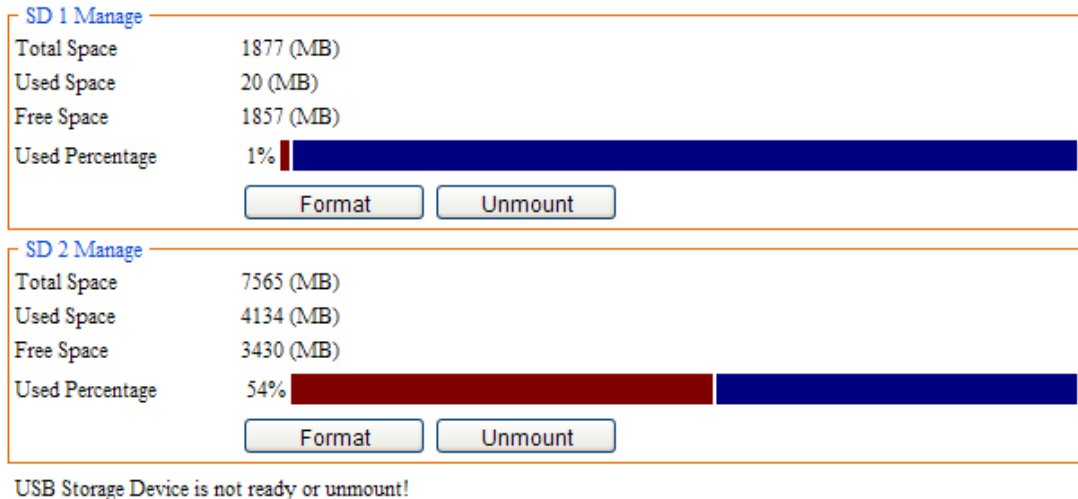 SD 1 Manage
Total Space 1877 (MB)
Used Space 20 (MB)
Free Space 1857 (MB)
Used Percentage 1%
Format Unmount
SD 2 Manage
Total Space 7565 (MB)
Used Space 4134 (MB)
Free Space 3430 (MB)
Used Percentage 54%
Format Unmount
USB Storage Device is not ready or unmount!